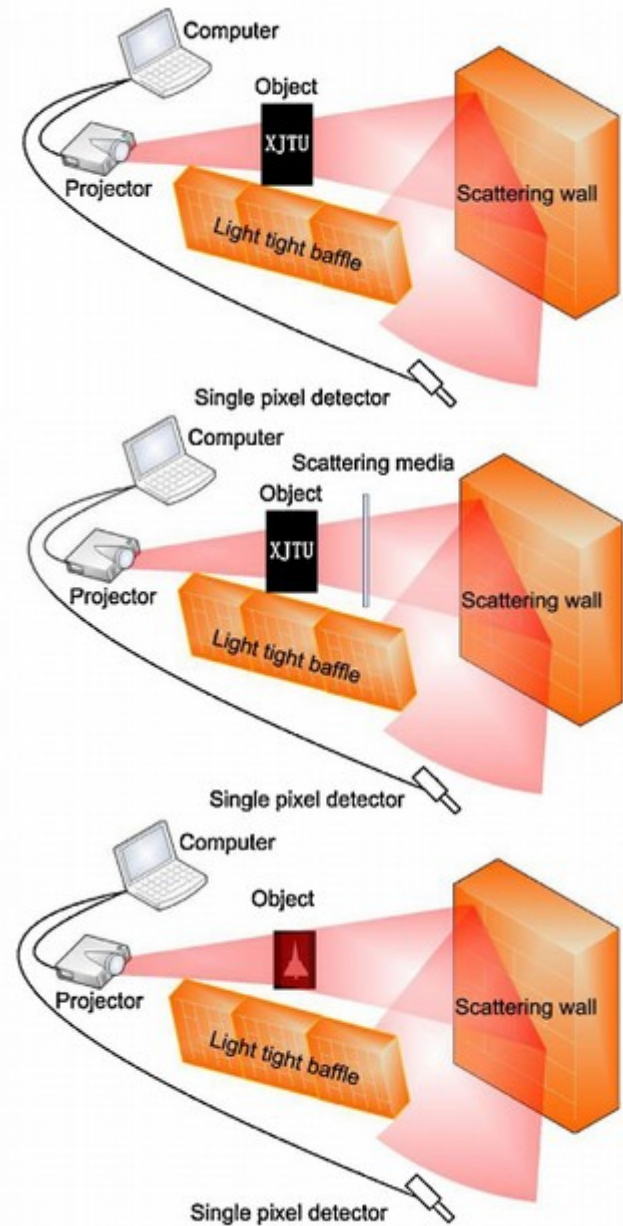 Computer
Object
XJTU
Projector
Scattering wall
Light tight baffle
Single pixel detector
Computer
Scattering media
Object
XJTU
Projector
Scattering wall
Light tight baffle
Single pixel detector
Computer
Object
Projector
Scattering wall
Light tight baffle
Single pixel detector